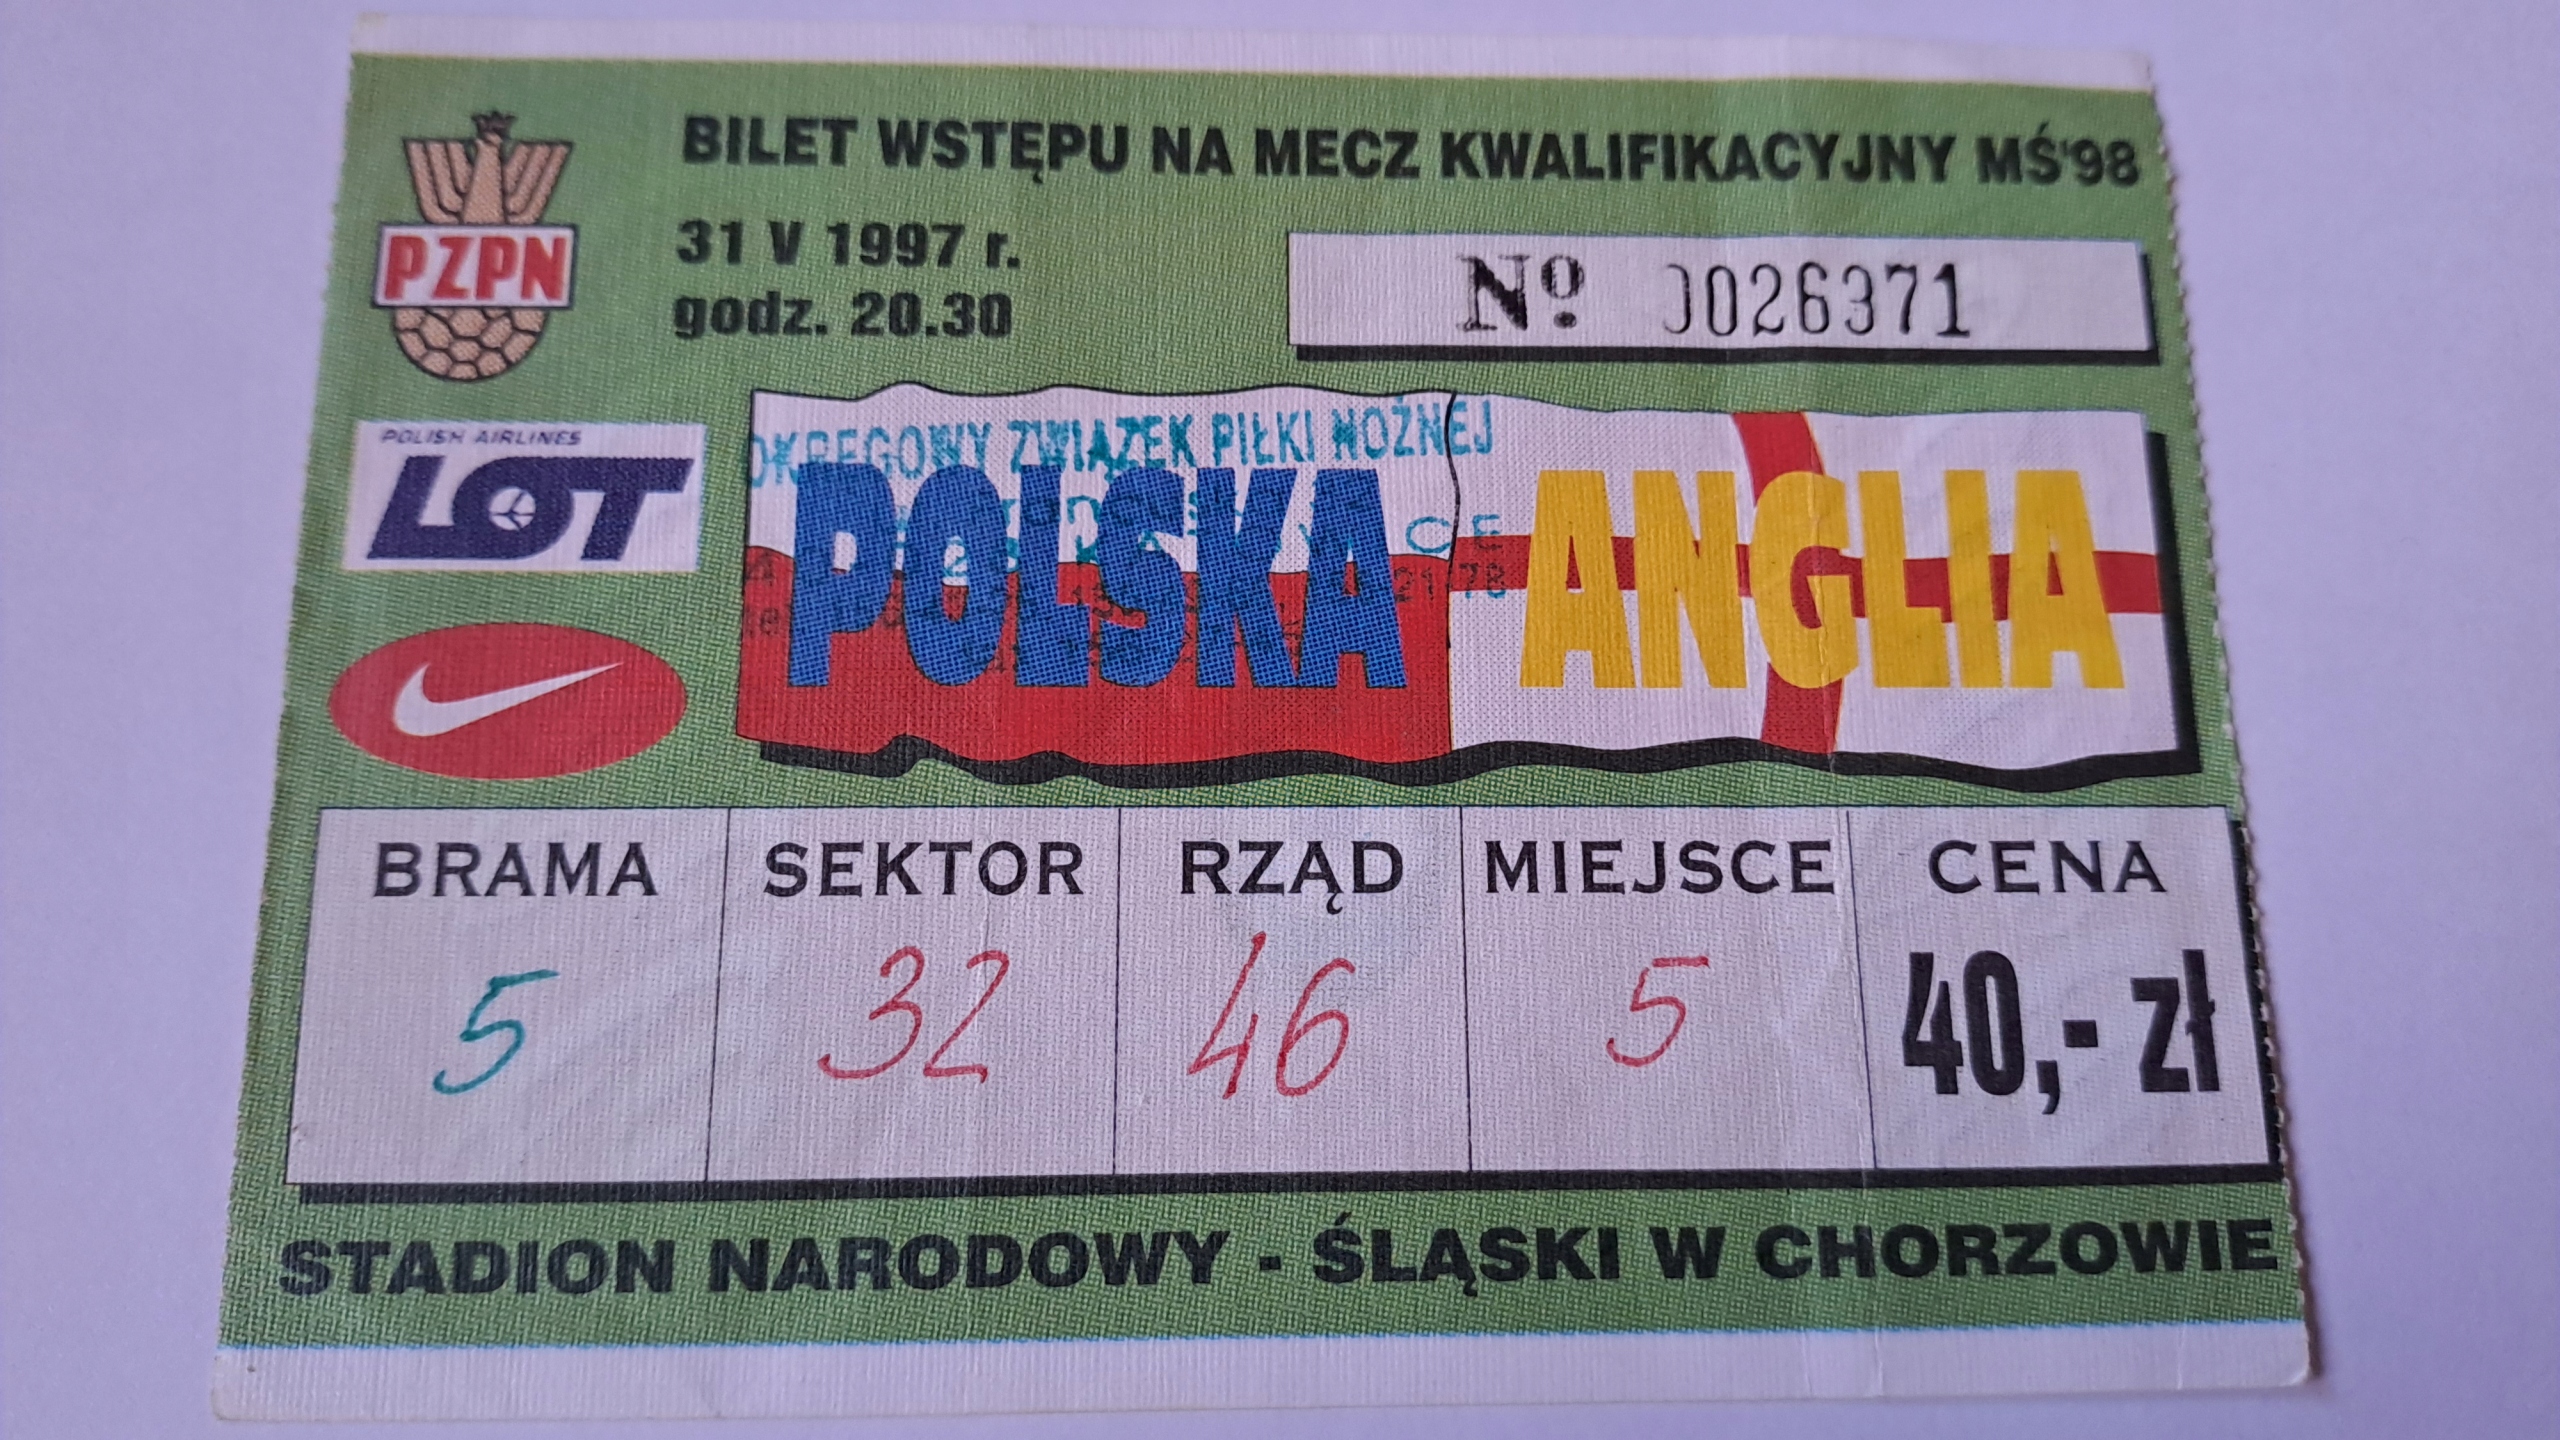 BILET WSTĘPU NA MECZ KWALIFIKACYJNY MŚ'98
PZPN
31 V 1997 r.
godz. 20.30
Nº 0026371
POLISH AIRLINES
LOT
OKRĘGOWY ZWIĄZEK PIŁKI NOŻNEJ
POLSKA ANGLIA
BRAMA SEKTOR RZĄD MIEJSCE CENA
5 32 46 5 40,- zł
STADION NARODOWY - ŚLĄSKI W CHORZOWIE